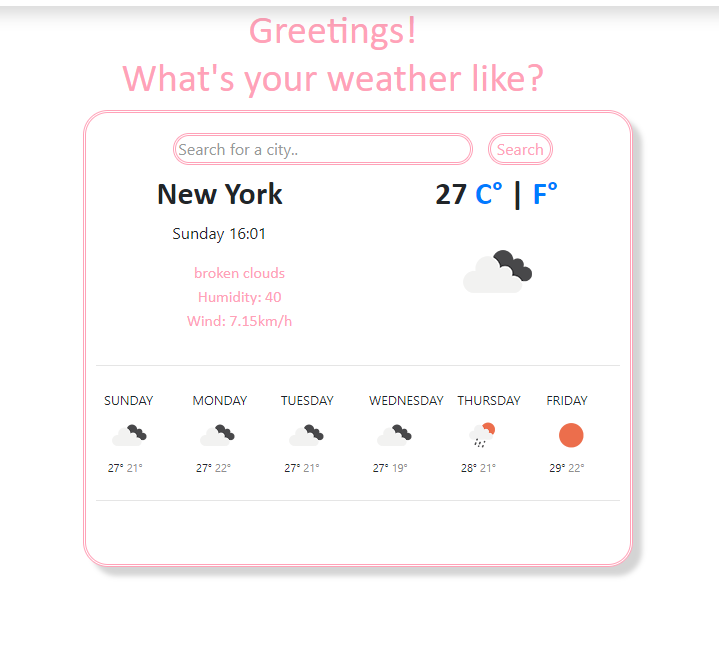 Greetings!
What's your weather like?
Search for a city.. Search
New York 27 C° | F°
Sunday 16:01
broken clouds
Humidity: 40
Wind: 7.15km/h
SUNDAY MONDAY TUESDAY WEDNESDAY THURSDAY FRIDAY
27° 21° 27° 22° 27° 21° 27° 19° 28° 21° 29° 22°